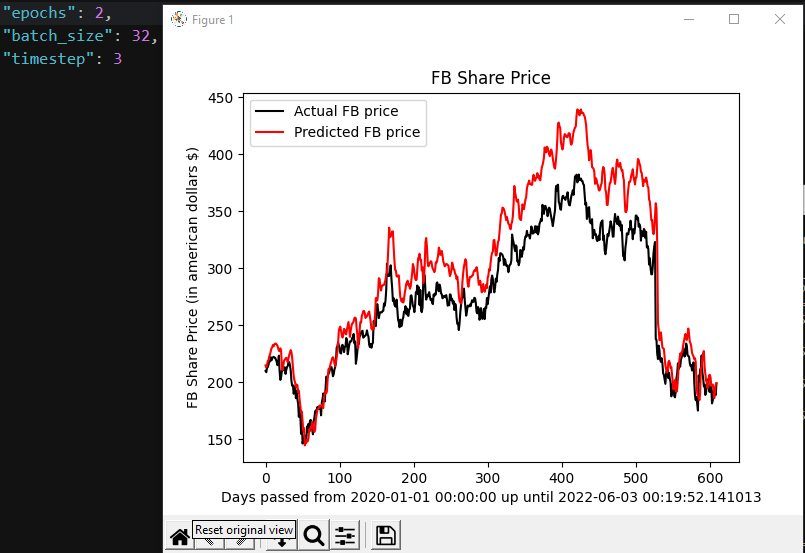 "epochs": 2,
"batch_size": 32,
"timestep": 3
Figure 1
FB Share Price
Actual FB price
Predicted FB price
FB Share Price (in american dollars $)
450
400
350
300
250
200
150
0 100 200 300 400 500 600
Days passed from 2020-01-01 00:00:00 up until 2022-06-03 00:19:52.141013
Reset original view